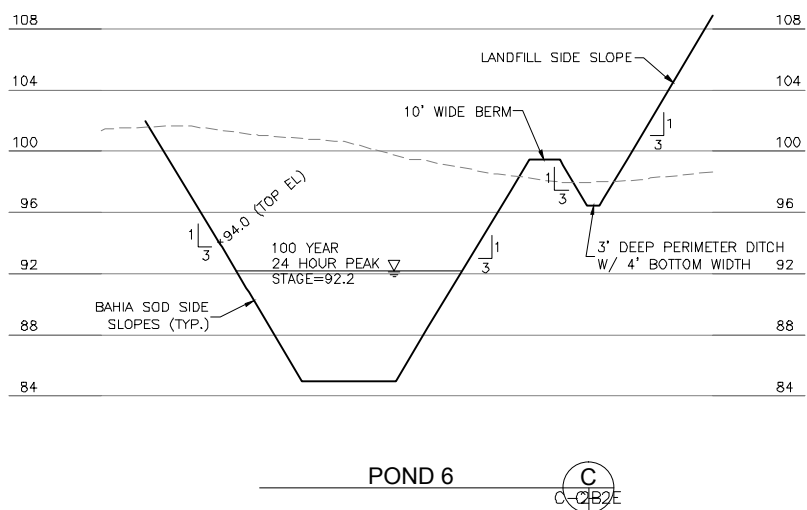 108
108
LANDFILL SIDE SLOPE
104
104
10' WIDE BERM
1
3
100
100
1
3
94.0 (TOP EL)
96
96
1
3
100 YEAR
24 HOUR PEAK
STAGE=92.2
1
3
3' DEEP PERIMETER DITCH
W/ 4' BOTTOM WIDTH
92
92
BAHIA SOD SIDE
SLOPES (TYP.)
88
88
84
84
POND 6
C